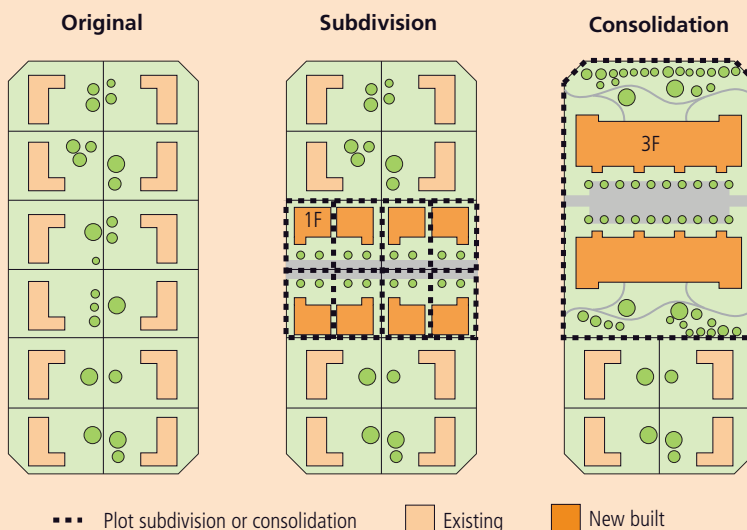 Original
Subdivision
Consolidation
1F
3F
Plot subdivision or consolidation
Existing
New built